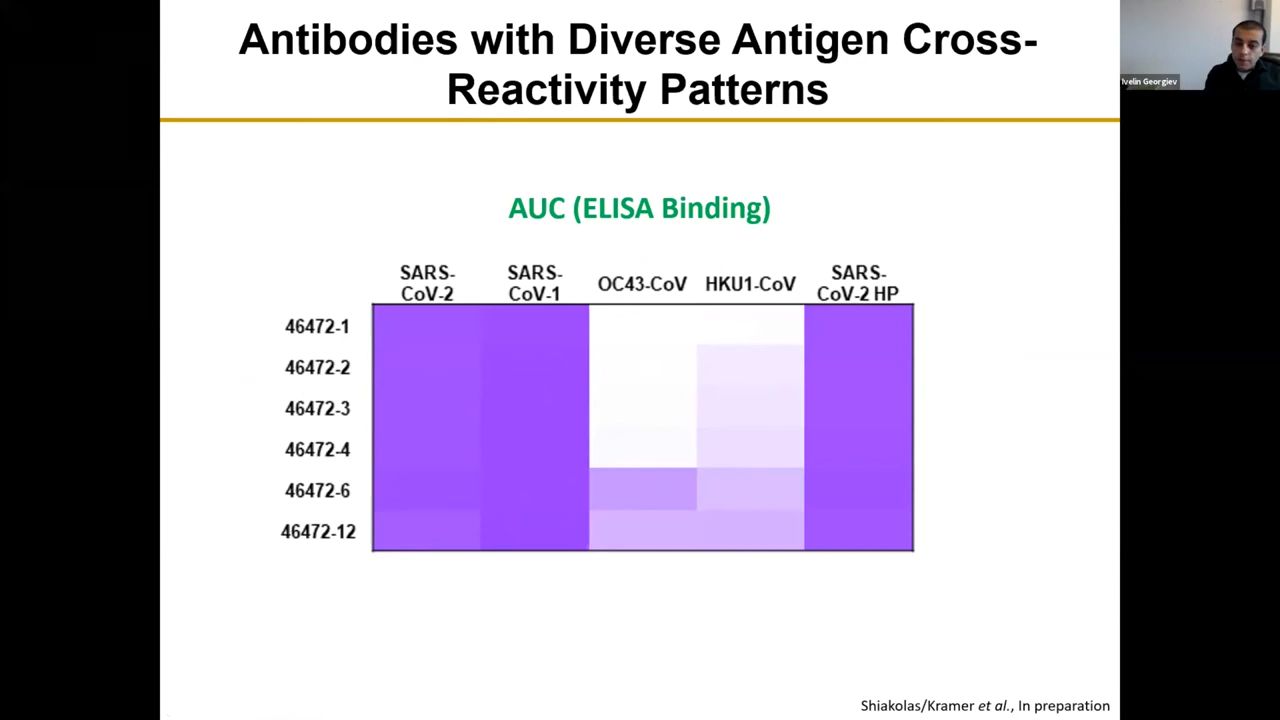 Antibodies with Diverse Antigen Cross-
Reactivity Patterns
Ivelin Georgiev
AUC (ELISA Binding)
SARS-
CoV-2
SARS-
CoV-1
OC43-CoV
HKU1-CoV
SARS-
CoV-2 HP
46472-1
46472-2
46472-3
46472-4
46472-6
46472-12
Shiakolas/Kramer et al., In preparation